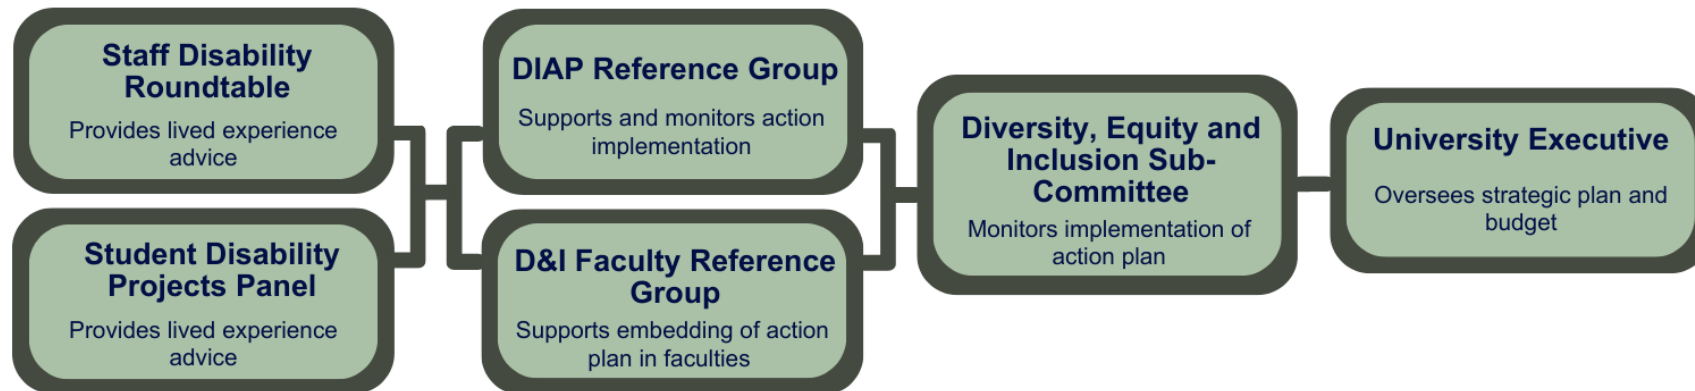 Staff Disability
Roundtable
Provides lived experience
advice
Student Disability
Projects Panel
Provides lived experience
advice
DIAP Reference Group
Supports and monitors action
implementation
D&I Faculty Reference
Group
Supports embedding of action
plan in faculties
Diversity, Equity and
Inclusion Sub-
Committee
Monitors implementation of
action plan
University Executive
Oversees strategic plan and
budget